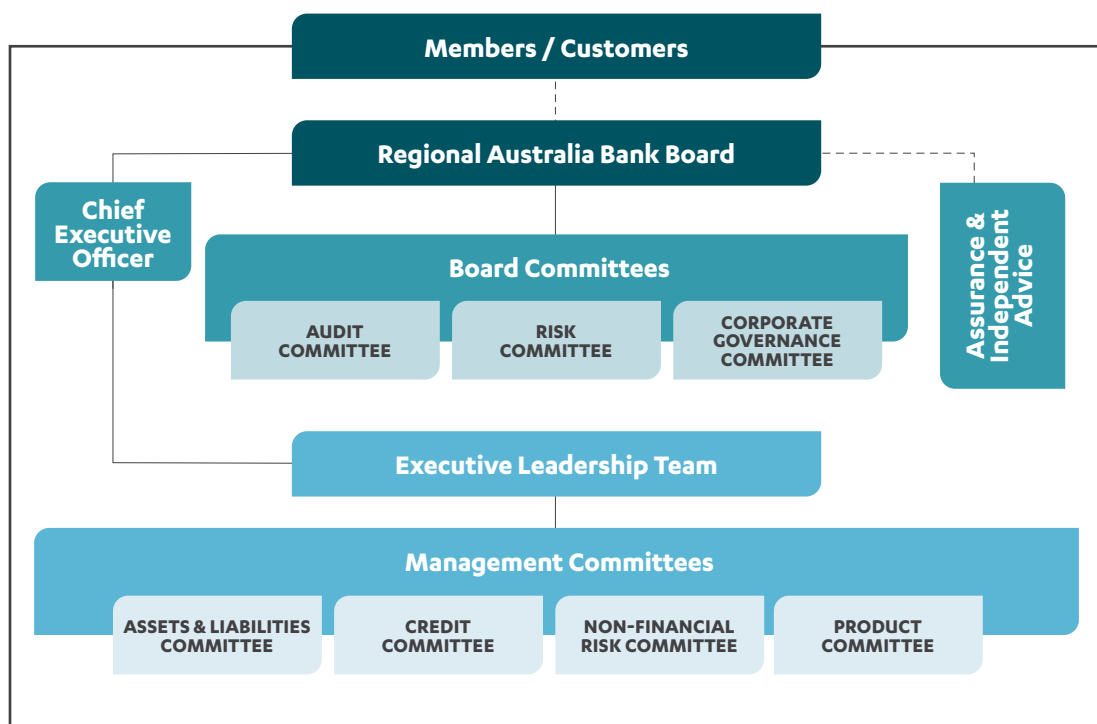 Members / Customers
Regional Australia Bank Board
Chief
Executive
Officer
Assurance &
Independent
Advice
Board Committees
AUDIT
COMMITTEE
RISK
COMMITTEE
CORPORATE
GOVERNANCE
COMMITTEE
Executive Leadership Team
Management Committees
ASSETS & LIABILITIES
COMMITTEE
CREDIT
COMMITTEE
NON-FINANCIAL
RISK COMMITTEE
PRODUCT
COMMITTEE